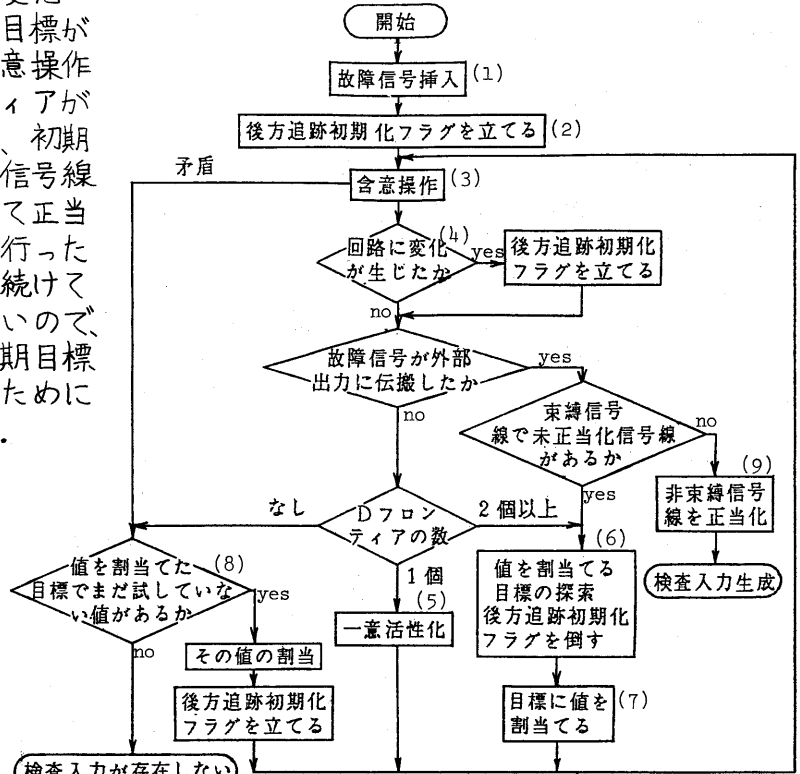 目標が
意操作
ィアが
、初期
信号線
て正当
行った
続けて
いので、
期目標
ために
.
開始
故障信号挿入 (1)
後方追跡初期化フラグを立てる (2)
矛盾
含意操作 (3)
(4)
回路に変化
が生じたか
yes
後方追跡初期化
フラグを立てる
no
故障信号が外部
出力に伝搬したか
yes
no
束縛信号
線で未正当化信号線
があるか
no
yes
(9)
非束縛信号
線を正当化
検査入力生成
なし
Dフロン
ティアの数
2個以上
1個
(5)
一意活性化
(6)
値を割当てる
目標の探索
後方追跡初期化
フラグを倒す
目標に値を
割当てる
(7)
値を割当てた (8)
目標でまだ試していな
い値があるか
yes
no
その値の割当
後方追跡初期化
フラグを立てる
検査入力が存在しない